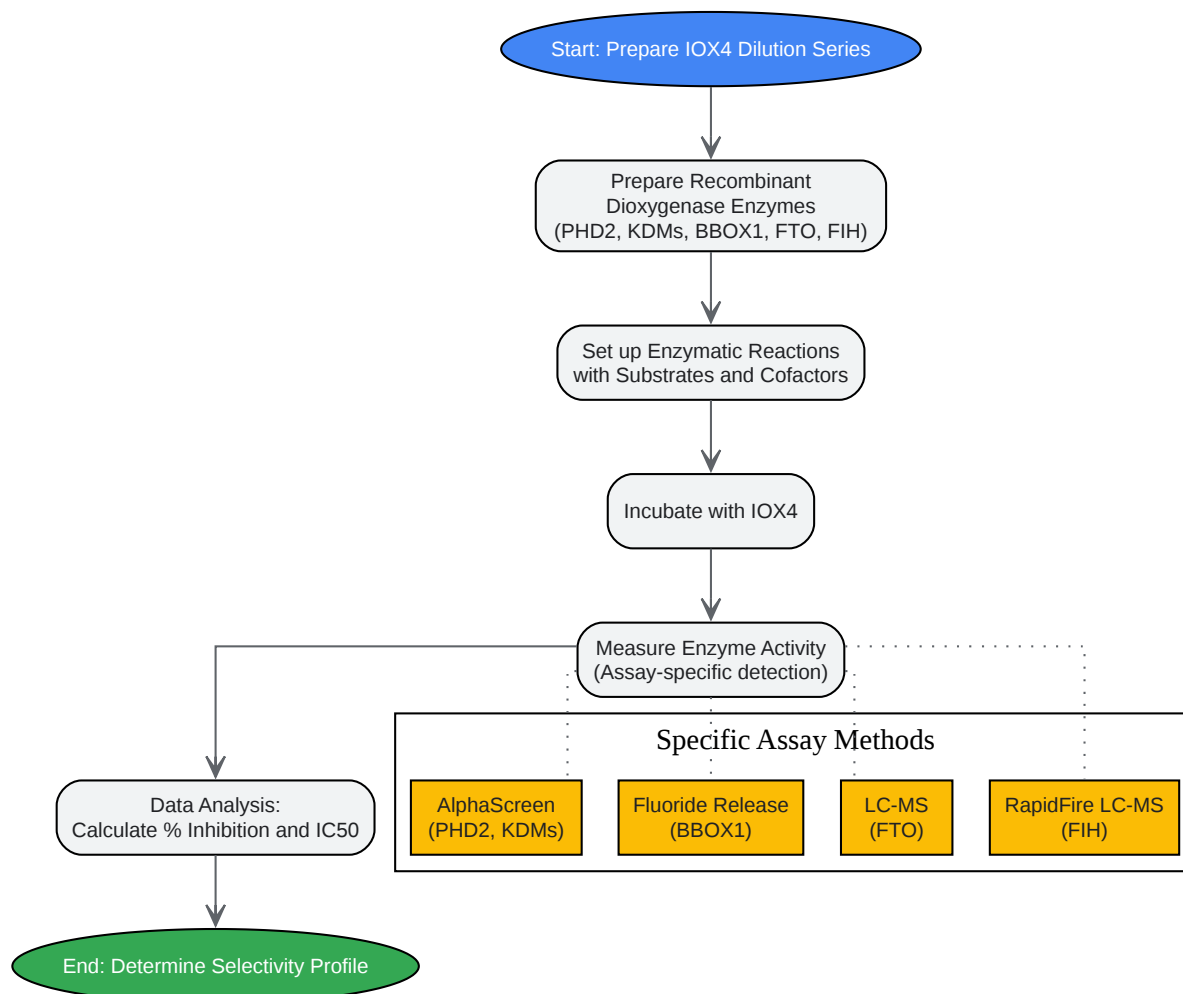 Start: Prepare IOX4 Dilution Series
Prepare Recombinant
Dioxygenase Enzymes
(PHD2, KDMs, BBOX1, FTO, FIH)
Set up Enzymatic Reactions
with Substrates and Cofactors
Incubate with IOX4
Measure Enzyme Activity
(Assay-specific detection)
Specific Assay Methods
Data Analysis:
Calculate % Inhibition and IC50
AlphaScreen
(PHD2, KDMs)
Fluoride Release
(BBOX1)
LC-MS
(FTO)
RapidFire LC-MS
(FIH)
End: Determine Selectivity Profile